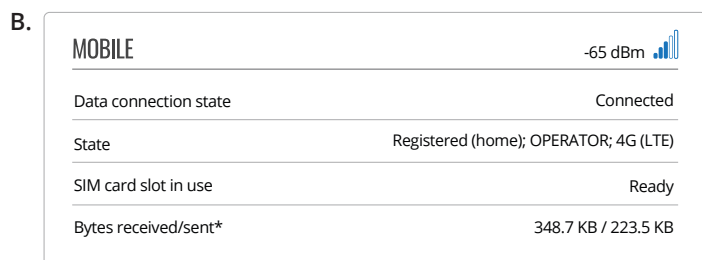 B.
MOBILE -65 dBm
Data connection state Connected
State Registered (home); OPERATOR; 4G (LTE)
SIM card slot in use Ready
Bytes received/sent* 348.7 KB / 223.5 KB